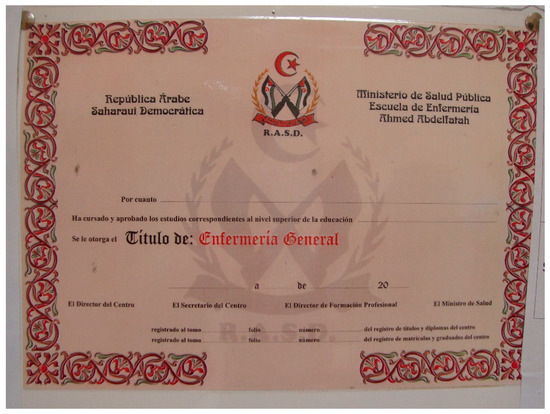 República Árabe
Saharaui Democrática
R.A.S.D.
Ministerio de Salud Pública
Escuela de Enfermería
Ahmed Abdelfatah
Por cuanto
Ha cursado y aprobado los estudios correspondientes al nivel superior de la educación
Se le otorga el Título de: Enfermería General
a de 20
El Director del Centro El Secretario del Centro El Director de Formación Profesional El Ministro de Salud
registrado al tomo folio número del registro de títulos y diplomas del centro
registrado al tomo folio número del registro de matrículas y graduados del centro
R.A.S.D.